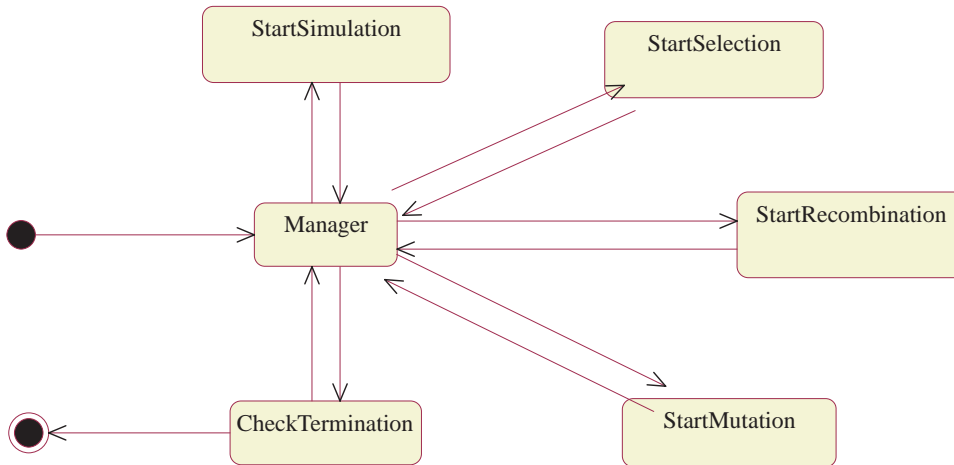 StartSimulation
StartSelection
Manager
StartRecombination
CheckTermination
StartMutation